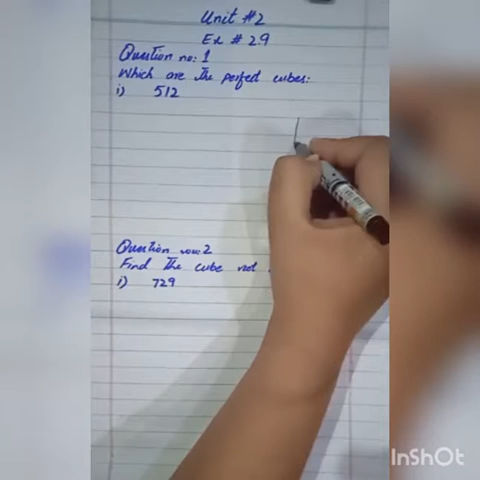 Unit #2
Ex # 2.9
Question no: 1
Which are the perfect cubes:
i) 512
Question no: 2
Find the cube root
i) 729
InShOt